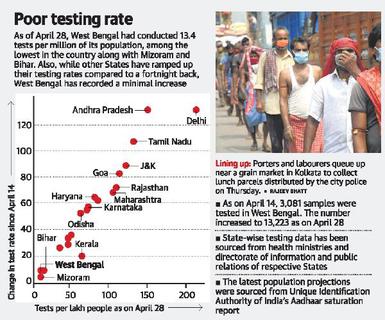 Poor testing rate
As of April 28, West Bengal had conducted 13.4
tests per million of its population, among the
lowest in the country along with Mizoram and
Bihar. Also, while other States have ramped up
their testing rates compared to a fortnight back,
West Bengal has recorded a minimal increase
Change in test rate since April 14
120
100
80
60
40
20
0
Andhra Pradesh
Delhi
Tamil Nadu
J&K
Goa
Rajasthan
Haryana
Maharashtra
Karnataka
Odisha
Bihar
Kerala
West Bengal
Mizoram
0
50
100
150
200
Tests per lakh people as on April 28
Lining up: Porters and labourers queue up
near a grain market in Kolkata to collect
lunch parcels distributed by the city police
on Thursday. • RAJEEV BHATT
■ As on April 14, 3,081 samples were
tested in West Bengal. The number
increased to 13,223 as on April 28
■ State-wise testing data has been
sourced from health ministries and
directorate of information and public
relations of respective States
■ The latest population projections
were sourced from Unique Identification
Authority of India's Aadhaar saturation
report